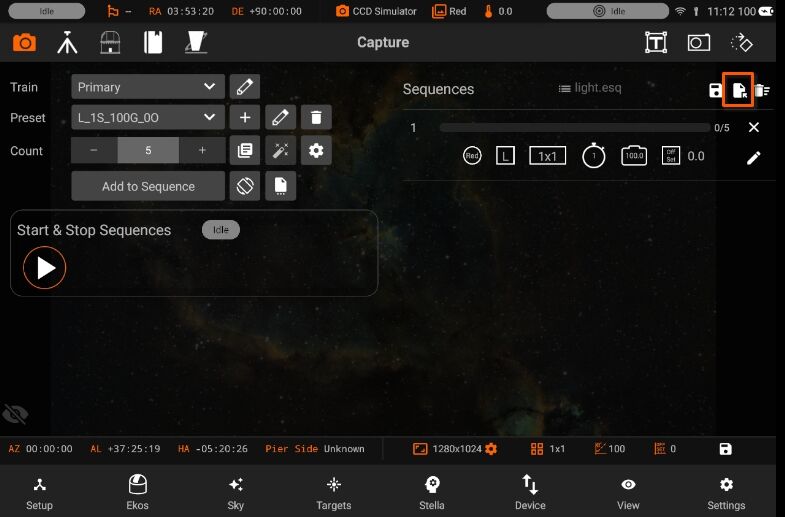 Idle -- RA 03:53:20 DE +90:00:00 CCD Simulator Red 0.0 Idle 11:12 100
Capture
Train Primary
Preset L_1S_100G_0O
Count − 5 +
Add to Sequence
Start & Stop Sequences Idle
Sequences light.esq
1 0/5
Red L 1x1 1 100.0 Off Set 0.0
AZ 00:00:00 AL +37:25:19 HA -05:20:26 Pier Side Unknown 1280x1024 1x1 100 0
Setup Ekos Sky Targets Stella Device View Settings